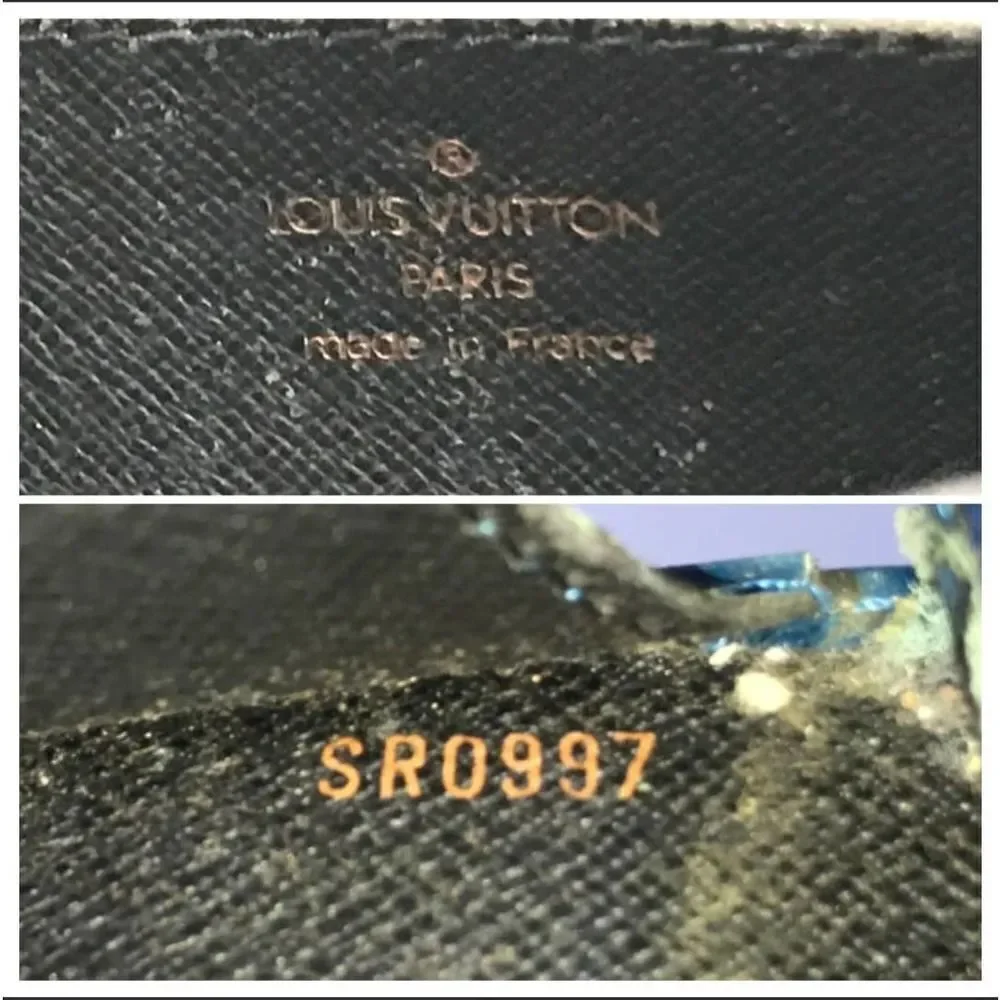 ®
LOUIS VUITTON
PARIS
made in France
SR0997